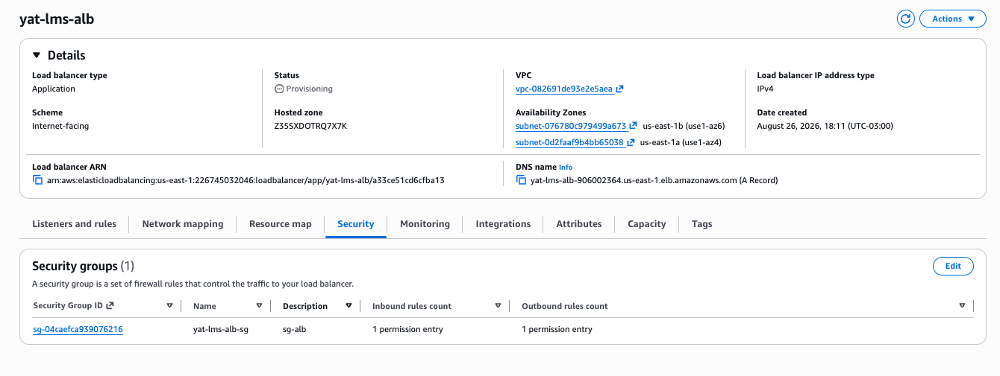 yat-lms-alb
Actions
Details
Load balancer type
Application
Status
Provisioning
VPC
vpc-082691de93e2e5aea
Load balancer IP address type
IPv4
Scheme
Internet-facing
Hosted zone
Z35SXDOTRQ7X7K
Availability Zones
subnet-076780c979499a673 us-east-1b (use1-az6)
subnet-0d2faaf9b4bb65038 us-east-1a (use1-az4)
Date created
August 26, 2026, 18:11 (UTC-03:00)
Load balancer ARN
arn:aws:elasticloadbalancing:us-east-1:226745032046:loadbalancer/app/yat-lms-alb/a33ce51cd6cfba13
DNS name Info
yat-lms-alb-906002364.us-east-1.elb.amazonaws.com (A Record)
Listeners and rules Network mapping Resource map Security Monitoring Integrations Attributes Capacity Tags
Security groups (1)
Edit
A security group is a set of firewall rules that control the traffic to your load balancer.
Security Group ID Name Description Inbound rules count Outbound rules count
sg-04caefca939076216 yat-lms-alb-sg sg-alb 1 permission entry 1 permission entry